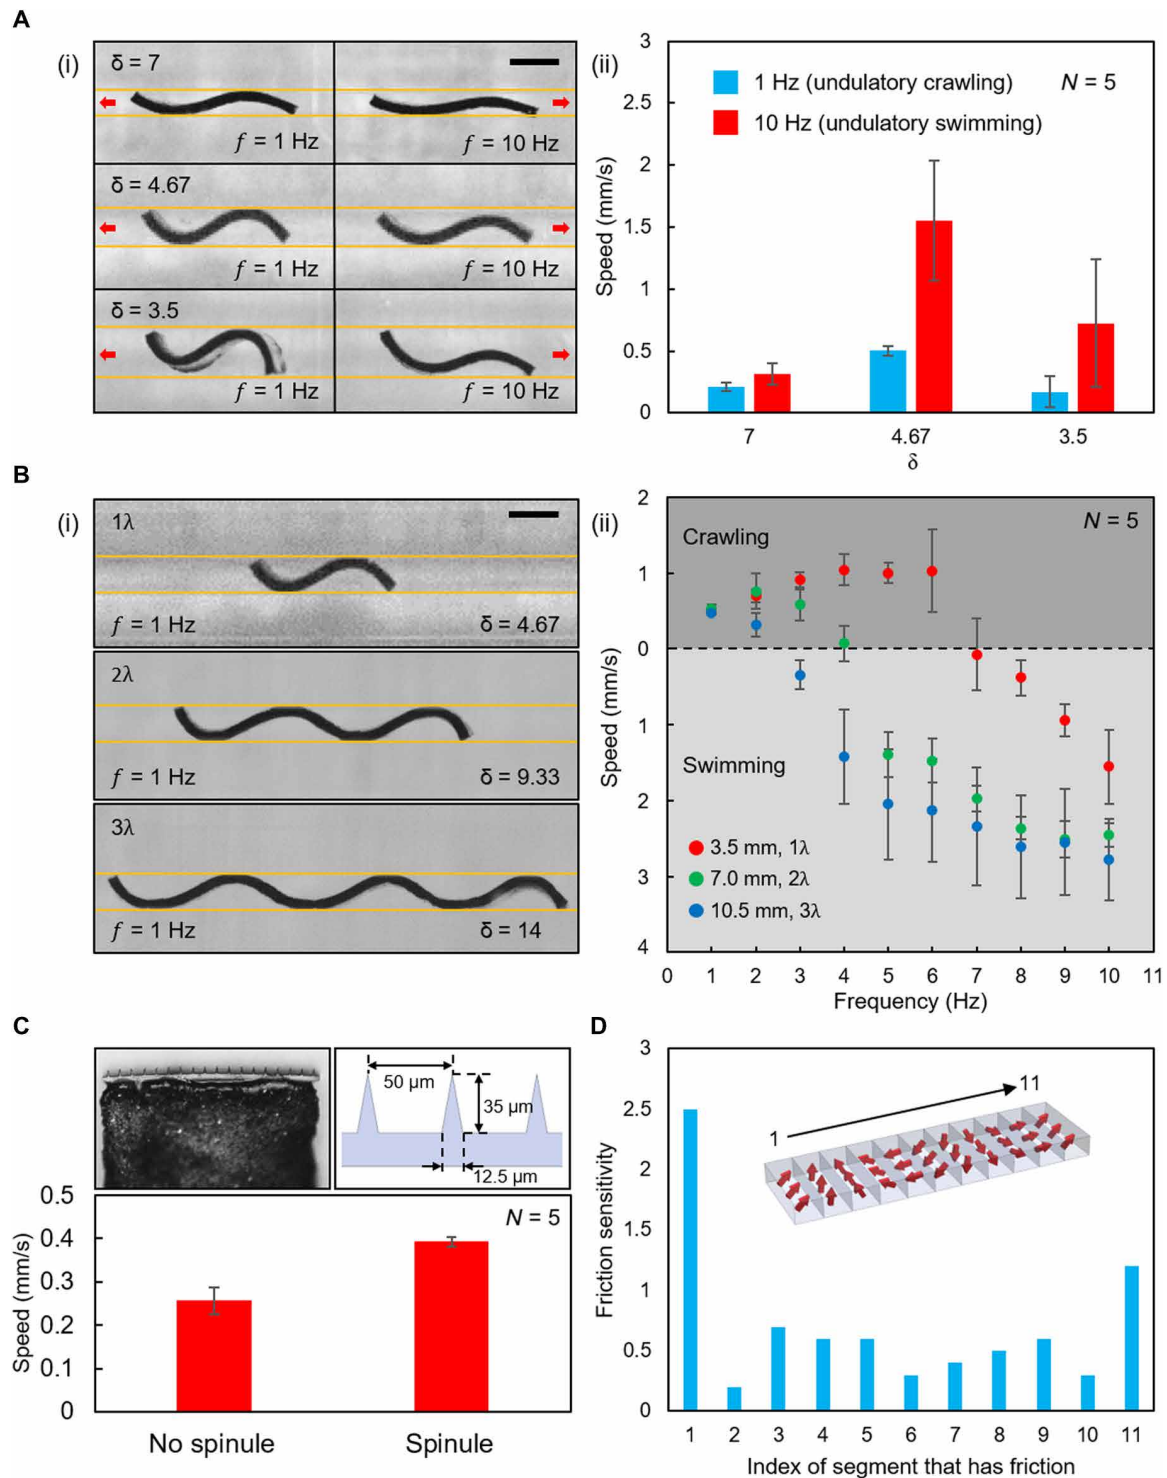 A
(i)
δ = 7
f = 1 Hz
f = 10 Hz
δ = 4.67
f = 1 Hz
f = 10 Hz
δ = 3.5
f = 1 Hz
f = 10 Hz
(ii)
1 Hz (undulatory crawling)
10 Hz (undulatory swimming)
N = 5
Speed (mm/s)
3
2.5
2
1.5
1
0.5
0
7
4.67
3.5
δ
B
(i)
1λ
f = 1 Hz
δ = 4.67
2λ
f = 1 Hz
δ = 9.33
3λ
f = 1 Hz
δ = 14
(ii)
N = 5
Crawling
Swimming
3.5 mm, 1λ
7.0 mm, 2λ
10.5 mm, 3λ
Speed (mm/s)
2
1
0
1
2
3
4
0 1 2 3 4 5 6 7 8 9 10 11
Frequency (Hz)
C
50 µm
35 µm
12.5 µm
N = 5
Speed (mm/s)
0.5
0.4
0.3
0.2
0.1
0
No spinule
Spinule
D
1
11
Friction sensitivity
3
2.5
2
1.5
1
0.5
0
1 2 3 4 5 6 7 8 9 10 11
Index of segment that has friction